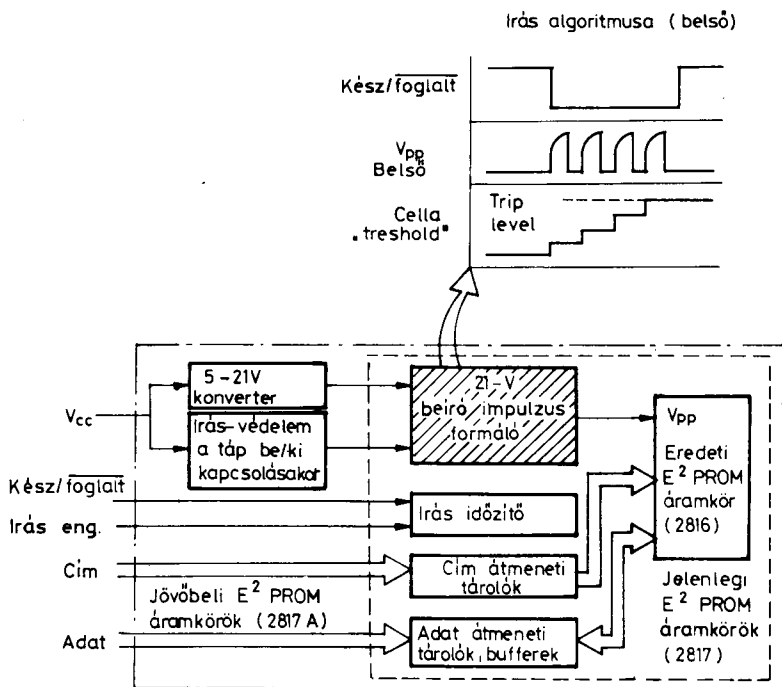 Irás algoritmusa ( belső)
Kész/foglalt
Vpp
Belső
Cella
„treshold"
Trip
level
5-21V
konverter
Vcc
Irás-védelem
a táp be/ki
kapcsolásakor
21-V
beiró impulzus
formáló
Vpp
Eredeti
E² PROM
áramkör
(2816)
Kész/foglalt
Irás eng.
Irás időzítő
Cím
Cím átmeneti
tárolók
Jövőbeli E² PROM
áramkörök (2817 A)
Jelenlegi
E² PROM
áramkörök
(2817)
Adat
Adat átmeneti
tárolók, bufferek